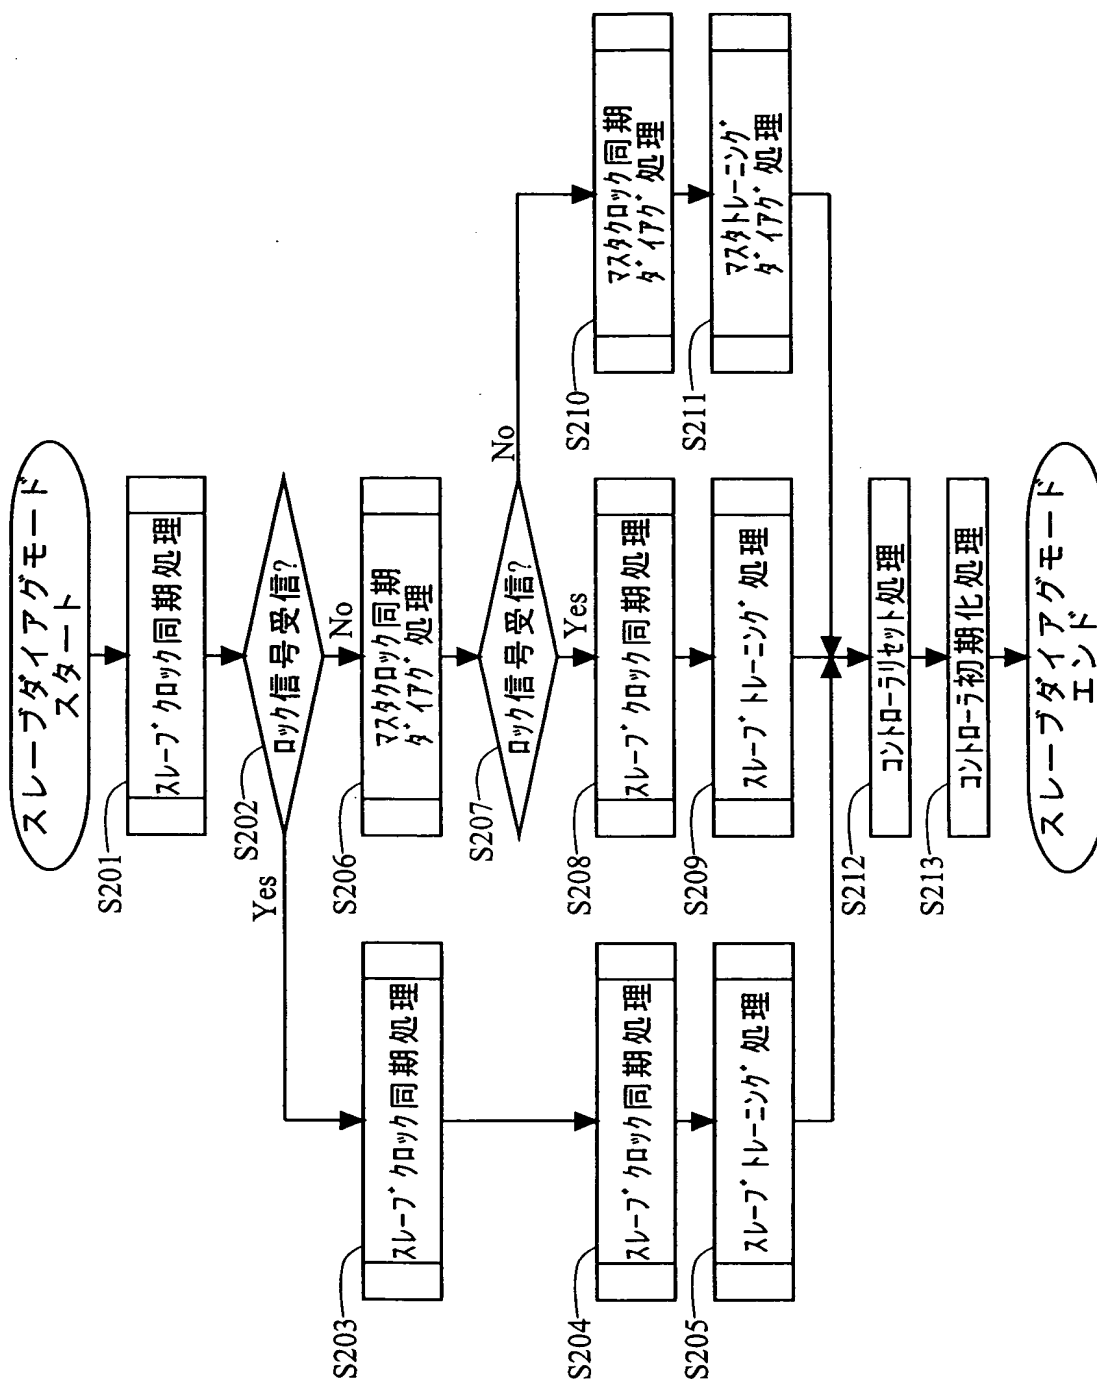 スレーブダイアグモード
スタート
S201
スレーブクロック同期処理
S202
ロック信号受信?
Yes
No
S203
スレーブクロック同期処理
S204
スレーブクロック同期処理
S205
スレーブトレーニング処理
S206
マスタクロック同期
ダイアグ処理
S207
ロック信号受信?
Yes
No
S208
スレーブクロック同期処理
S209
スレーブトレーニング処理
S210
マスタクロック同期
ダイアグ処理
S211
マスタトレーニング
ダイアグ処理
S212
コントローラリセット処理
S213
コントローラ初期化処理
スレーブダイアグモード
エンド